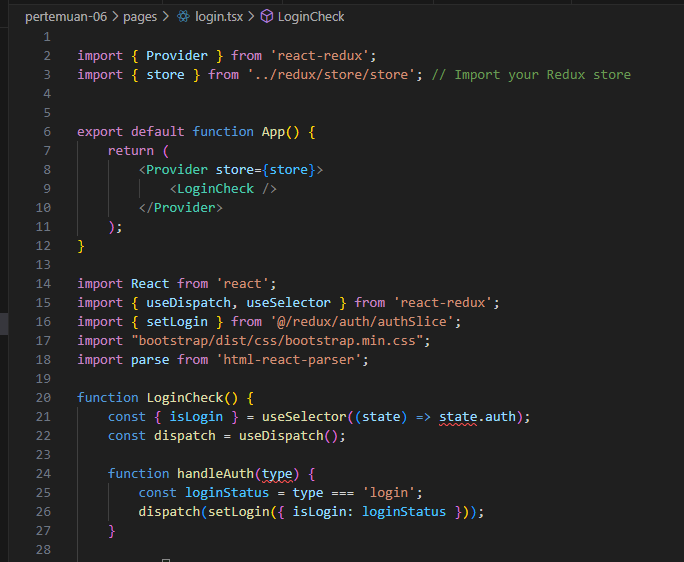 pertemuan-06 > pages > login.tsx > LoginCheck
1
2 import { Provider } from 'react-redux';
3 import { store } from '../redux/store/store'; // Import your Redux store
4
5
6 export default function App() {
7     return (
8         <Provider store={store}>
9             <LoginCheck />
10         </Provider>
11     );
12 }
13
14 import React from 'react';
15 import { useDispatch, useSelector } from 'react-redux';
16 import { setLogin } from '@/redux/auth/authSlice';
17 import "bootstrap/dist/css/bootstrap.min.css";
18 import parse from 'html-react-parser';
19
20 function LoginCheck() {
21     const { isLogin } = useSelector((state) => state.auth);
22     const dispatch = useDispatch();
23
24     function handleAuth(type) {
25         const loginStatus = type === 'login';
26         dispatch(setLogin({ isLogin: loginStatus }));
27     }
28